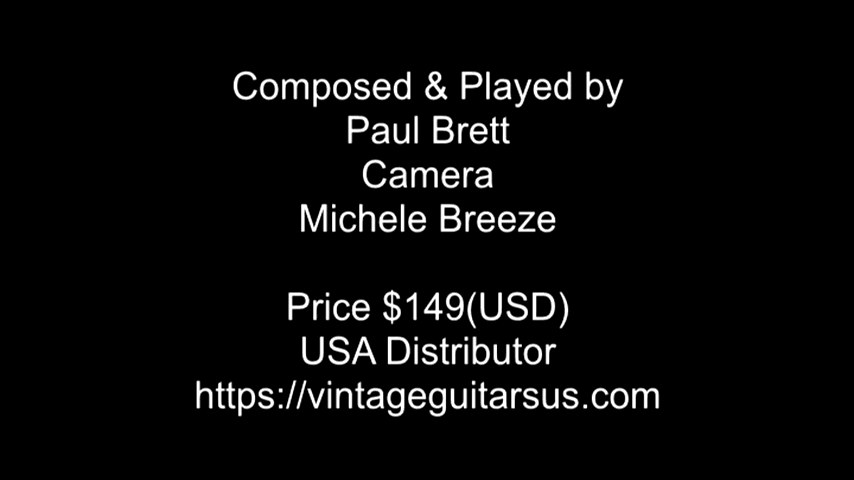 Composed & Played by
Paul Brett
Camera
Michele Breeze
Price $149(USD)
USA Distributor
https://vintageguitarsus.com